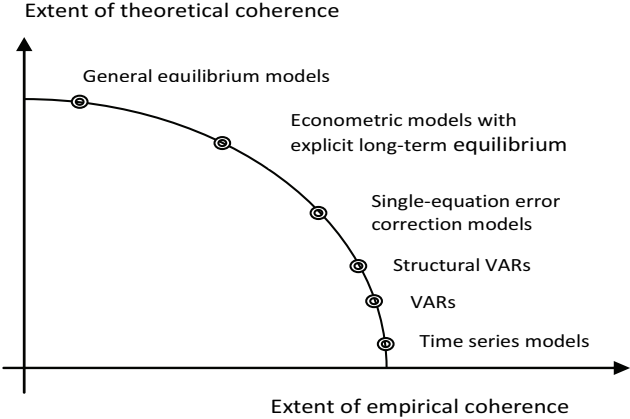 Extent of theoretical coherence
General equilibrium models
Econometric models with
explicit long-term equilibrium
Single-equation error
correction models
Structural VARs
VARs
Time series models
Extent of empirical coherence